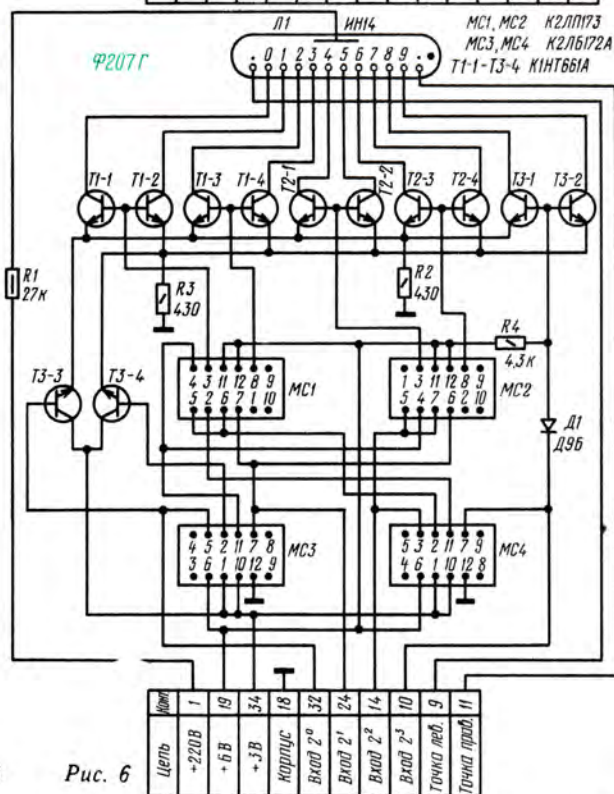 Л1 ИН14
МС1, МС2 К2ЛП173
МС3, МС4 К2ЛБ172А
Т1-1-Т3-4 К1НТ661А
Ф207Г
. 0 1 2 3 4 5 6 7 8 9 .
Т1-1 Т1-2 Т1-3 Т1-4 Т2-1 Т2-2 Т2-3 Т2-4 Т3-1 Т3-2
R1
27к
R3
430
R2
430
R4
4,3к
Т3-3 Т3-4
4 3 11 12 8 9
5 2 6 7 1 10
МС1
1 3 11 12 8 9
5 4 7 6 2 10
МС2
Д1
Д9Б
4 5 2 11 7 8
3 6 1 10 12 9
МС3
5 3 2 11 7 9
4 6 1 10 12 8
МС4
Конт. 1 19 34 18 32 24 14 10 9 11
Цепь +220В +6В +3В Корпус Вход 2⁰ Вход 2¹ Вход 2² Вход 2³ Точка лев. Точка прав.
Рис. 6